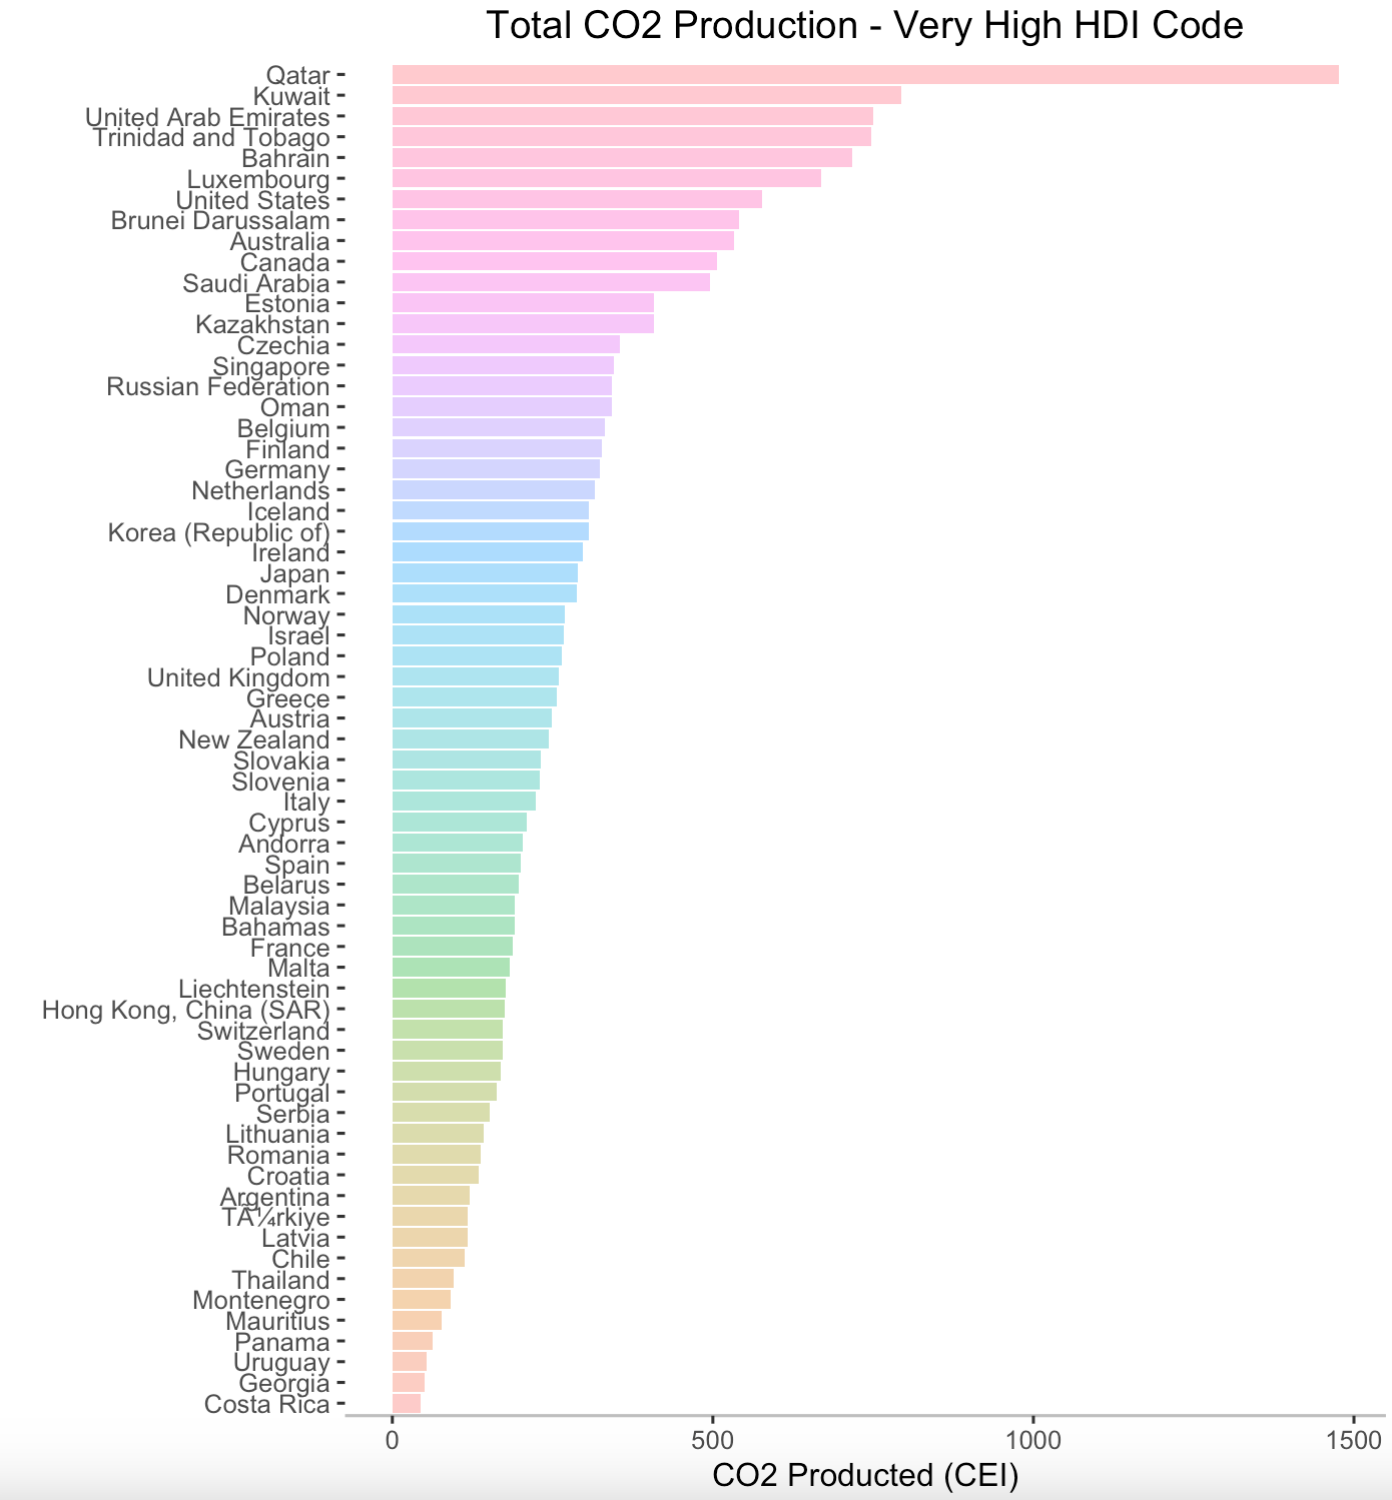 Total CO2 Production - Very High HDI Code
Qatar
Kuwait
United Arab Emirates
Trinidad and Tobago
Bahrain
Luxembourg
United States
Brunei Darussalam
Australia
Canada
Saudi Arabia
Estonia
Kazakhstan
Czechia
Singapore
Russian Federation
Oman
Belgium
Finland
Germany
Netherlands
Iceland
Korea (Republic of)
Ireland
Japan
Denmark
Norway
Israel
Poland
United Kingdom
Greece
Austria
New Zealand
Slovakia
Slovenia
Italy
Cyprus
Andorra
Spain
Belarus
Malaysia
Bahamas
France
Malta
Liechtenstein
Hong Kong, China (SAR)
Switzerland
Sweden
Hungary
Portugal
Serbia
Lithuania
Romania
Croatia
Argentina
TÃ¼rkiye
Latvia
Chile
Thailand
Montenegro
Mauritius
Panama
Uruguay
Georgia
Costa Rica
0 500 1000 1500
CO2 Producted (CEI)